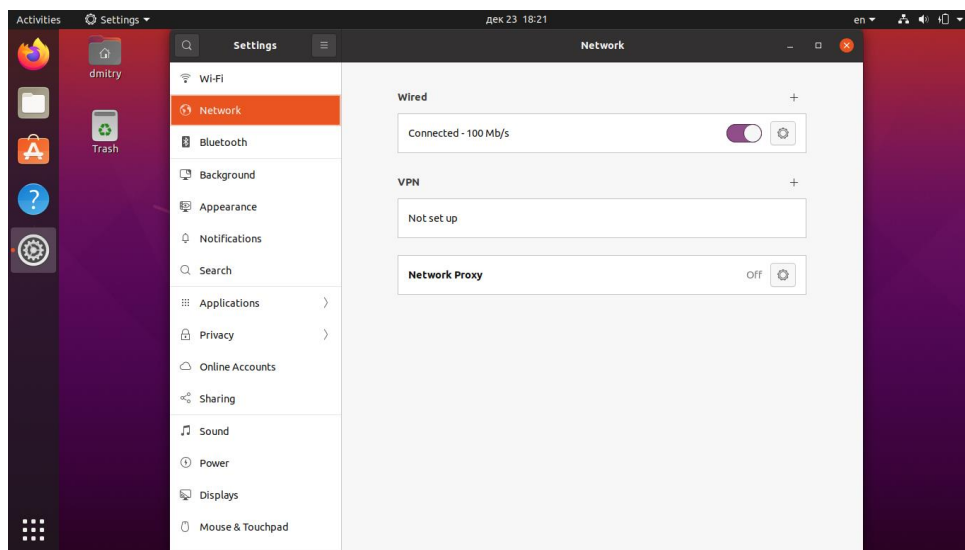 Activities Settings дек 23 18:21 en
dmitry
Trash
Settings
Wi-Fi
Network
Bluetooth
Background
Appearance
Notifications
Search
Applications
Privacy
Online Accounts
Sharing
Sound
Power
Displays
Mouse & Touchpad
Network
Wired
Connected - 100 Mb/s
VPN
Not set up
Network Proxy Off